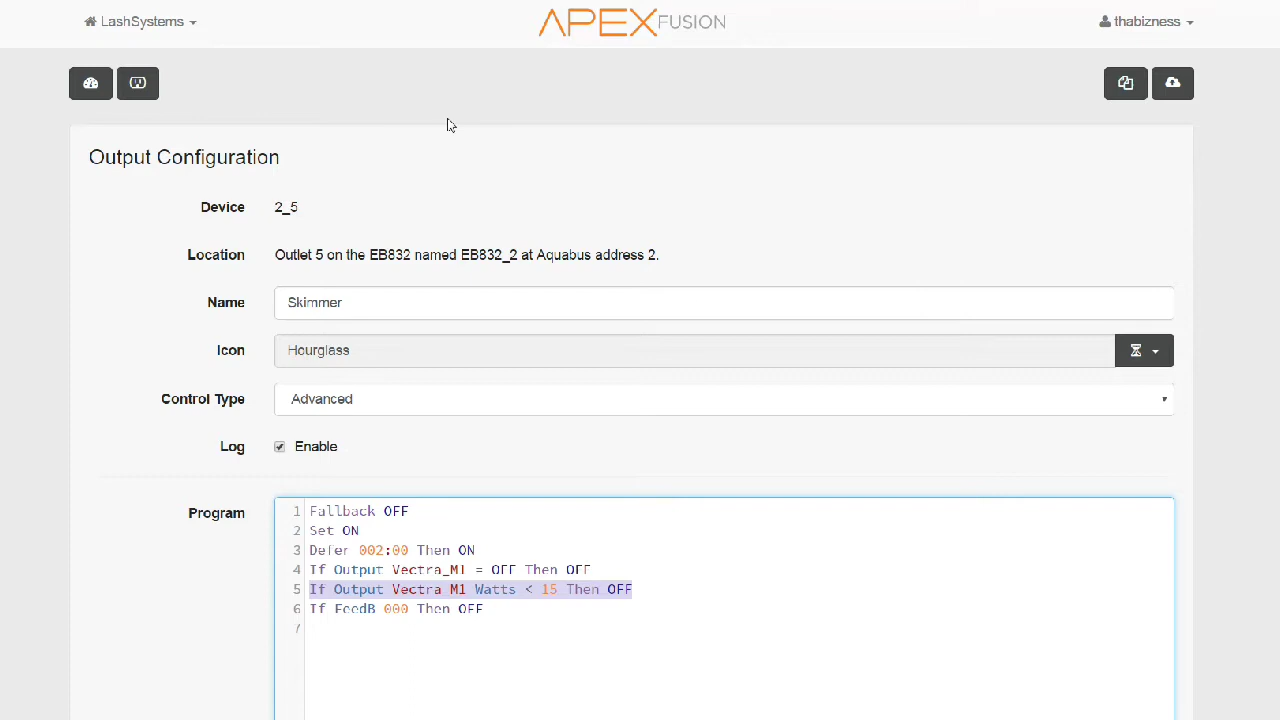 LashSystems
APEX FUSION
thabizness
Output Configuration
Device 2_5
Location Outlet 5 on the EB832 named EB832_2 at Aquabus address 2.
Name Skimmer
Icon Hourglass
Control Type Advanced
Log Enable
Program
1 Fallback OFF
2 Set ON
3 Defer 002:00 Then ON
4 If Output Vectra_M1 = OFF Then OFF
5 If Output Vectra_M1 Watts < 15 Then OFF
6 If FeedB 000 Then OFF
7